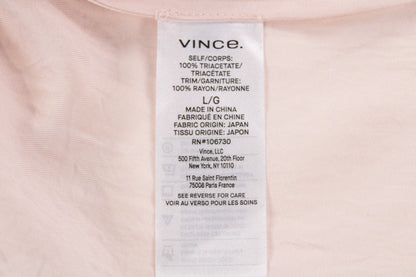 VINCE.
SELF/CORPS:
100% TRIACETATE/
TRIACÉTATE
TRIM/GARNITURE:
100% RAYON/RAYONNE
L/G
MADE IN CHINA
FABRIQUÉ EN CHINE
FABRIC ORIGIN: JAPAN
TISSU ORIGINE: JAPON
RN#106730
Vince, LLC
500 Fifth Avenue, 20th Floor
New York, NY 10110
11 Rue Saint Florentin
75008 Paris France
SEE REVERSE FOR CARE
VOIR AU VERSO POUR LES SOINS